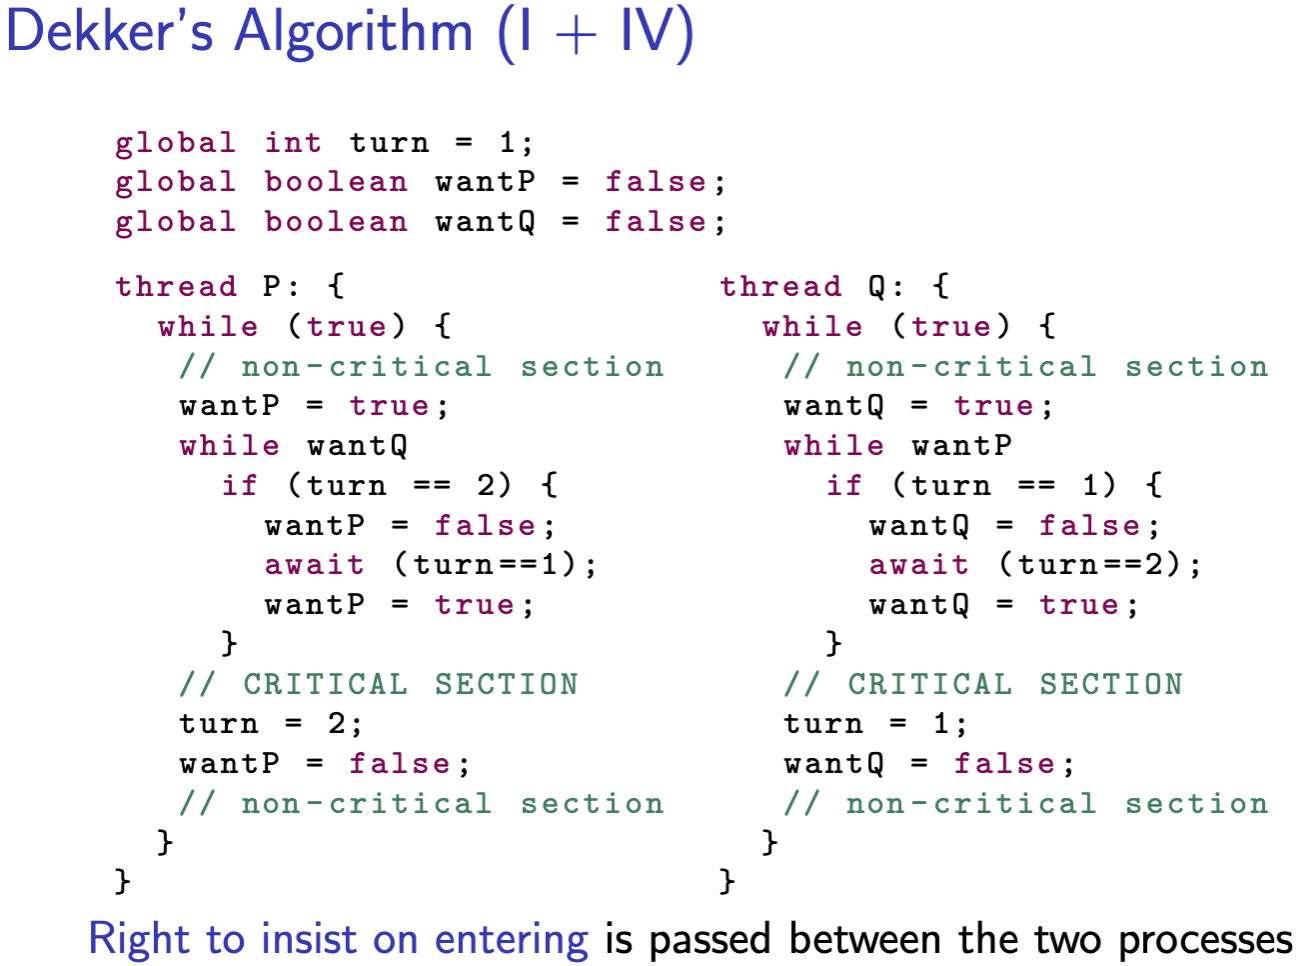 Dekker's Algorithm (I + IV)
global int turn = 1;
global boolean wantP = false;
global boolean wantQ = false;
thread P: {
while (true) {
// non-critical section
wantP = true;
while wantQ
if (turn == 2) {
wantP = false;
await (turn==1);
wantP = true;
}
// CRITICAL SECTION
turn = 2;
wantP = false;
// non-critical section
}
}
thread Q: {
while (true) {
// non-critical section
wantQ = true;
while wantP
if (turn == 1) {
wantQ = false;
await (turn==2);
wantQ = true;
}
// CRITICAL SECTION
turn = 1;
wantQ = false;
// non-critical section
}
}
Right to insist on entering is passed between the two processes